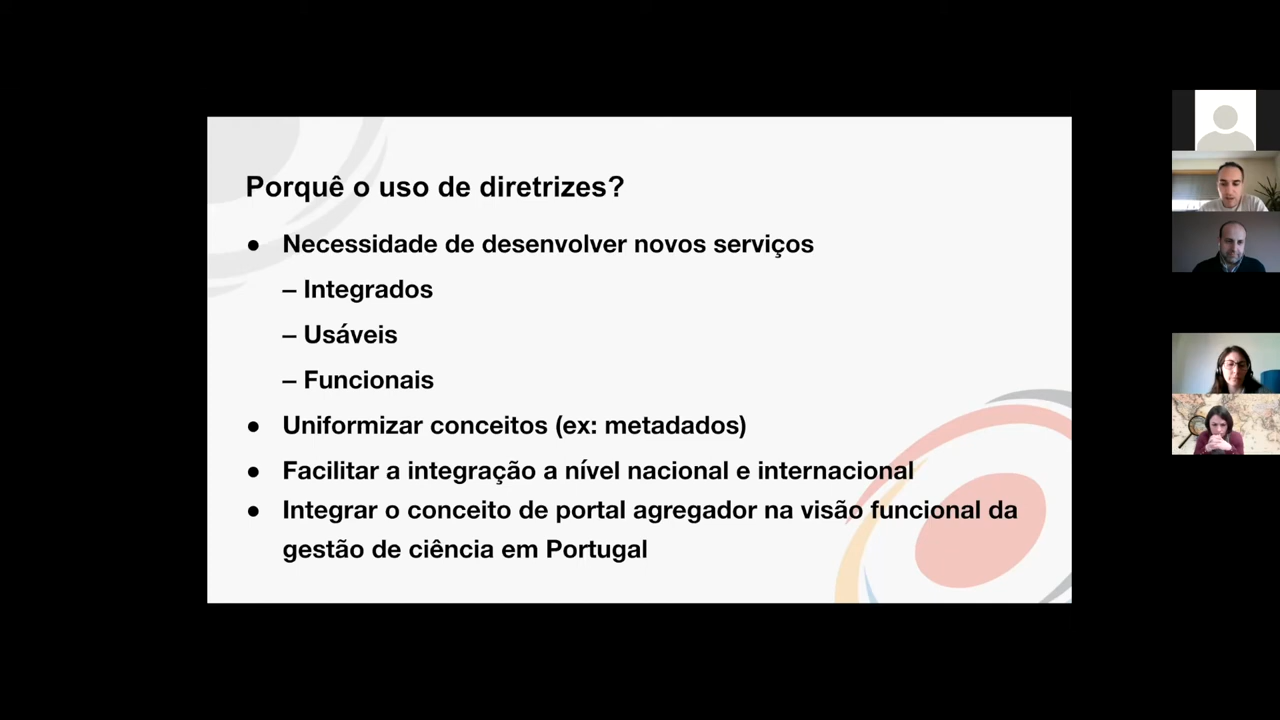 Porquê o uso de diretrizes?
● Necessidade de desenvolver novos serviços
– Integrados
– Usáveis
– Funcionais
● Uniformizar conceitos (ex: metadados)
● Facilitar a integração a nível nacional e internacional
● Integrar o conceito de portal agregador na visão funcional da
gestão de ciência em Portugal